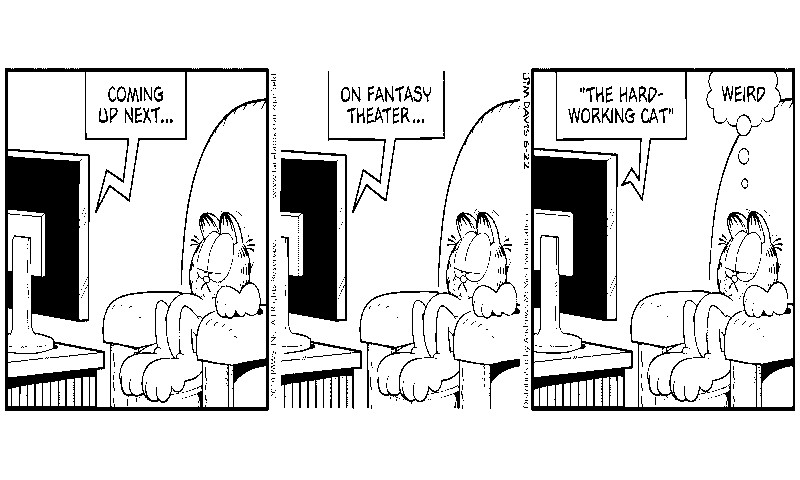 COMING
UP NEXT...
ON FANTASY
THEATER...
JIM DAVIS 6-22
"THE HARD-
WORKING CAT"
WEIRD